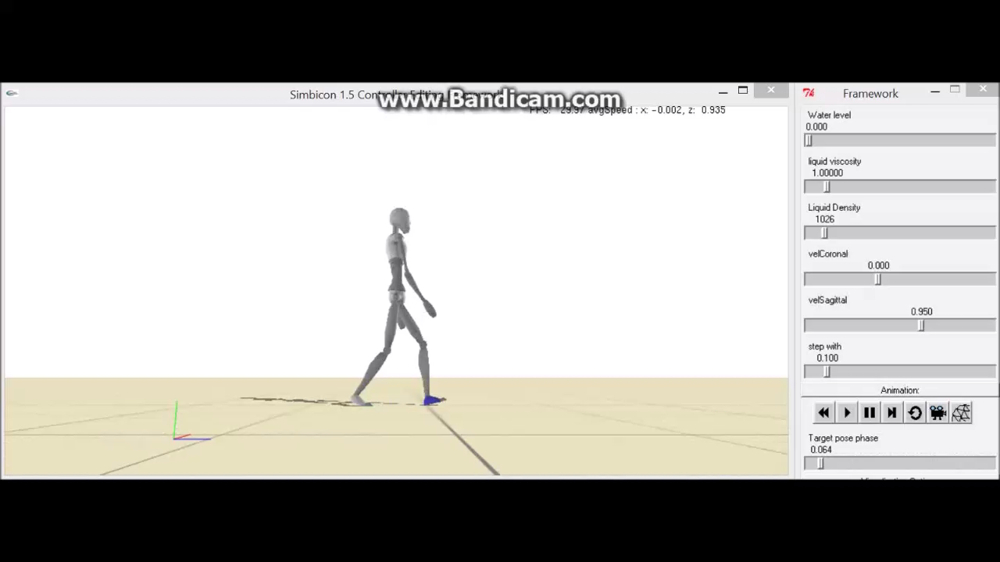 Simbicon 1.5 Controller Editing Framework
www.Bandicam.com
FPS: 29.97 avgSpeed : x: -0.002, z: 0.935
Framework
Water level
0.000
liquid viscosity
1.00000
Liquid Density
1026
velCoronal
0.000
velSagittal
0.950
step with
0.100
Animation:
Target pose phase
0.064